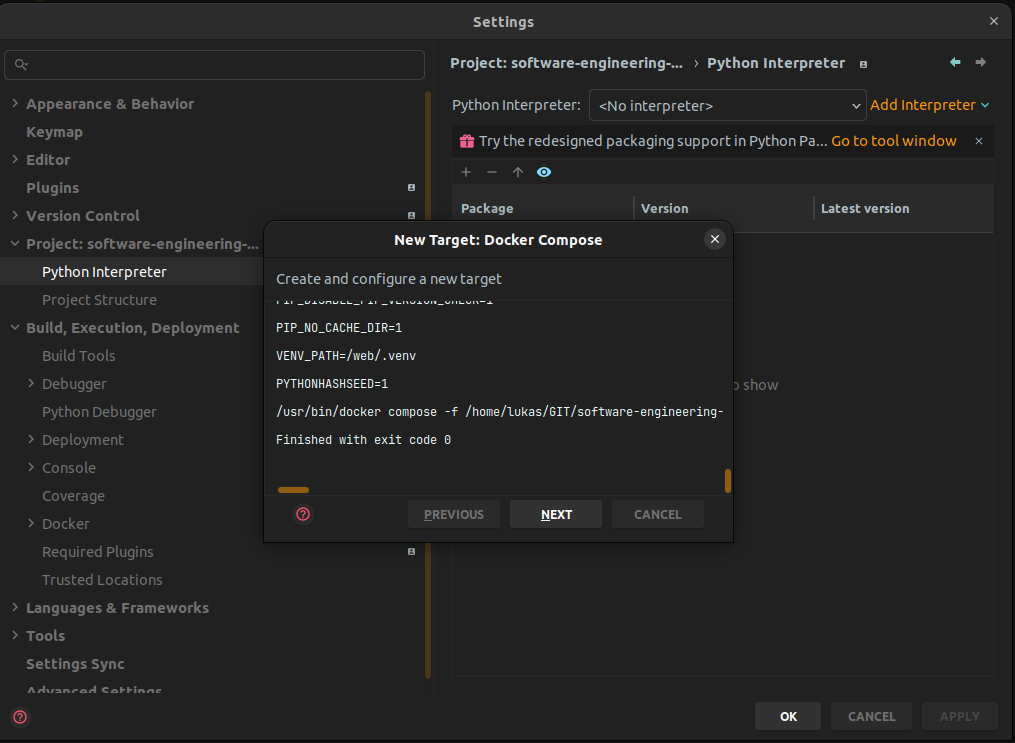 Settings
Project: software-engineering-... › Python Interpreter
Python Interpreter: <No interpreter> Add Interpreter
Try the redesigned packaging support in Python Pa... Go to tool window
Package Version Latest version
Appearance & Behavior
Keymap
Editor
Plugins
Version Control
Project: software-engineering-...
Python Interpreter
Project Structure
Build, Execution, Deployment
Build Tools
Debugger
Python Debugger
Deployment
Console
Coverage
Docker
Required Plugins
Trusted Locations
Languages & Frameworks
Tools
Settings Sync
Advanced Settings
New Target: Docker Compose
Create and configure a new target
PIP_DISABLE_PIP_VERSION_CHECK=1
PIP_NO_CACHE_DIR=1
VENV_PATH=/web/.venv
PYTHONHASHSEED=1
/usr/bin/docker compose -f /home/lukas/GIT/software-engineering-
Finished with exit code 0
PREVIOUS NEXT CANCEL
show
OK CANCEL APPLY